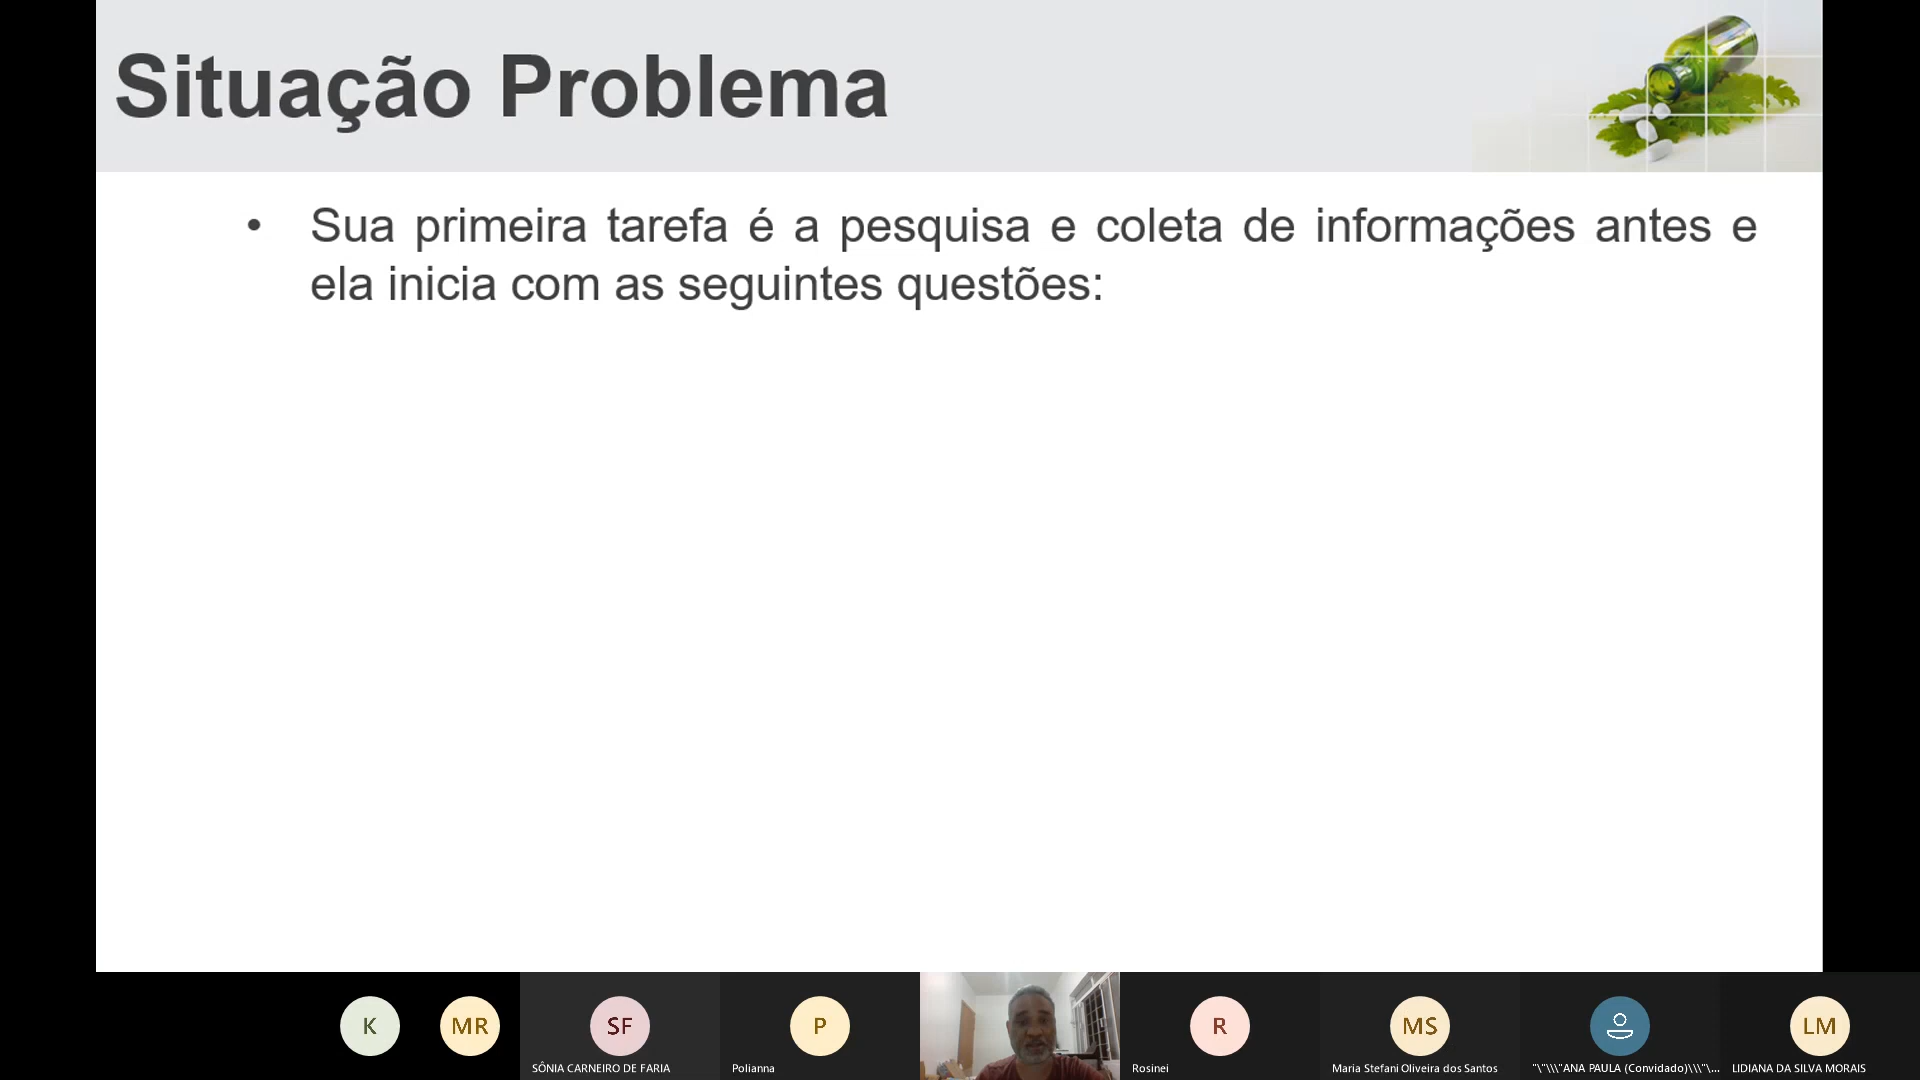 Situação Problema
• Sua primeira tarefa é a pesquisa e coleta de informações antes e
ela inicia com as seguintes questões:
K
MR
SF
P
R
MS
LM
SÔNIA CARNEIRO DE FARIA
Polianna
Rosinei
Maria Stefani Oliveira dos Santos
"\"\\\"ANA PAULA (Convidado)\\\"\...
LIDIANA DA SILVA MORAIS